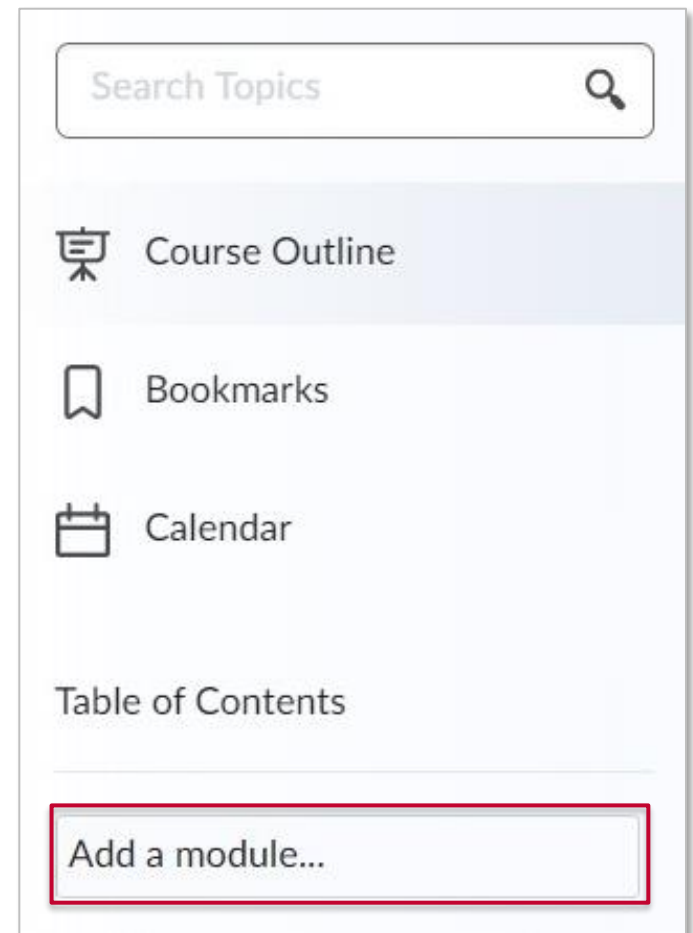 Search Topics
Course Outline
Bookmarks
Calendar
Table of Contents
Add a module...